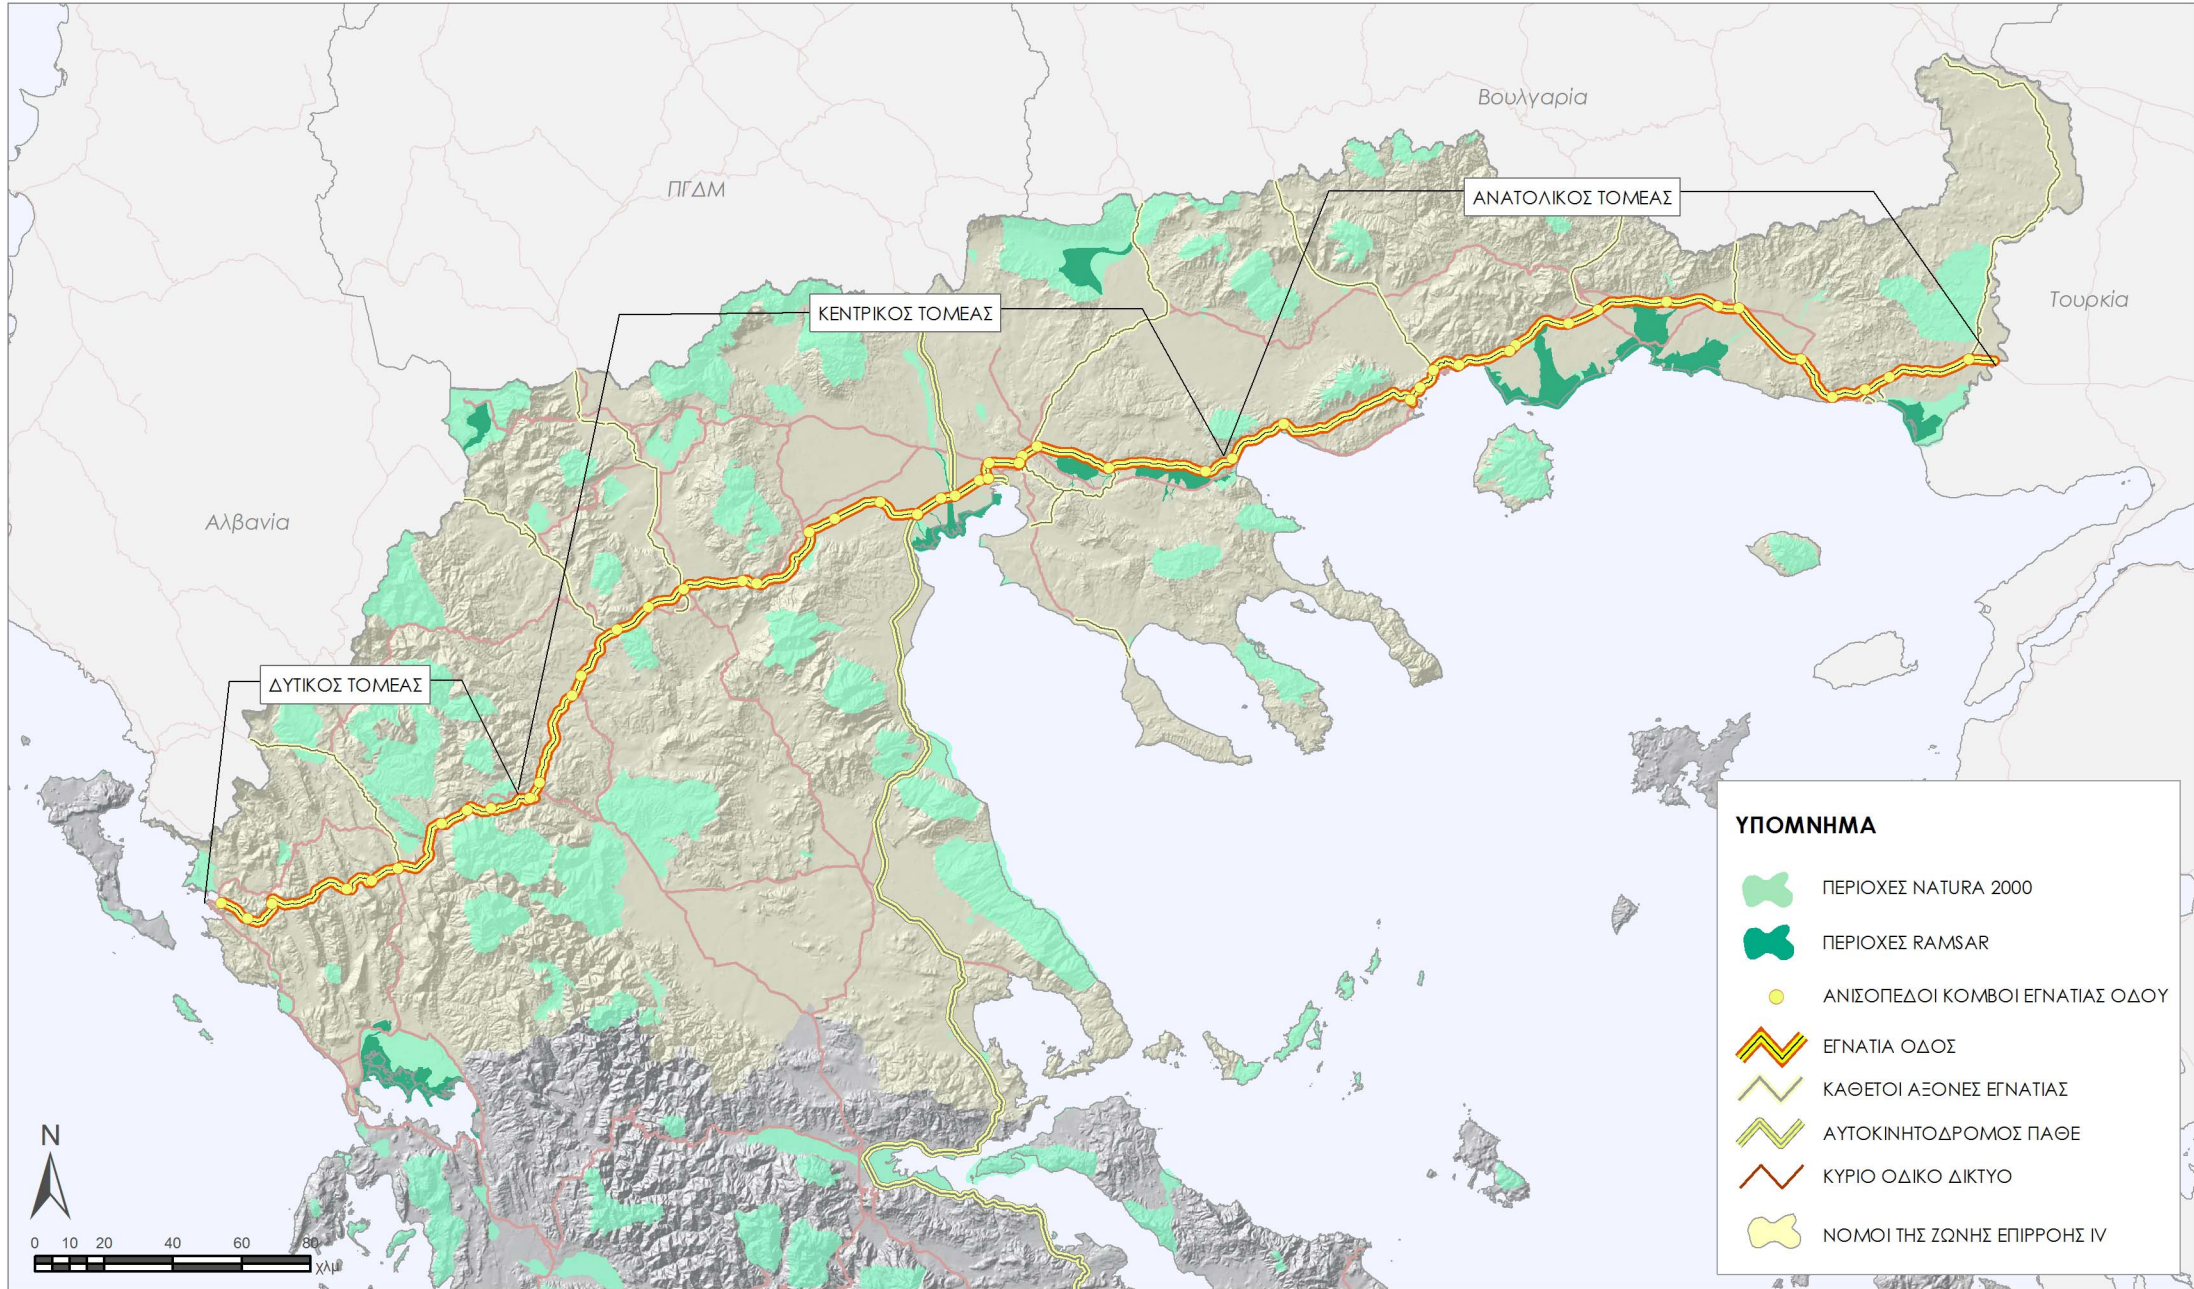 Βουλγαρία
ΠΓΔΜ
ΑΝΑΤΟΛΙΚΟΣ ΤΟΜΕΑΣ
Τουρκία
ΚΕΝΤΡΙΚΟΣ ΤΟΜΕΑΣ
Αλβανία
ΔΥΤΙΚΟΣ ΤΟΜΕΑΣ
ΥΠΟΜΝΗΜΑ
ΠΕΡΙΟΧΕΣ NATURA 2000
ΠΕΡΙΟΧΕΣ RAMSAR
ΑΝΙΣΟΠΕΔΟΙ ΚΟΜΒΟΙ ΕΓΝΑΤΙΑΣ ΟΔΟΥ
ΕΓΝΑΤΙΑ ΟΔΟΣ
ΚΑΘΕΤΟΙ ΑΞΟΝΕΣ ΕΓΝΑΤΙΑΣ
ΑΥΤΟΚΙΝΗΤΟΔΡΟΜΟΣ ΠΑΘΕ
ΚΥΡΙΟ ΟΔΙΚΟ ΔΙΚΤΥΟ
ΝΟΜΟΙ ΤΗΣ ΖΩΝΗΣ ΕΠΙΡΡΟΗΣ IV
N
0 10 20 40 60 80
χλμ